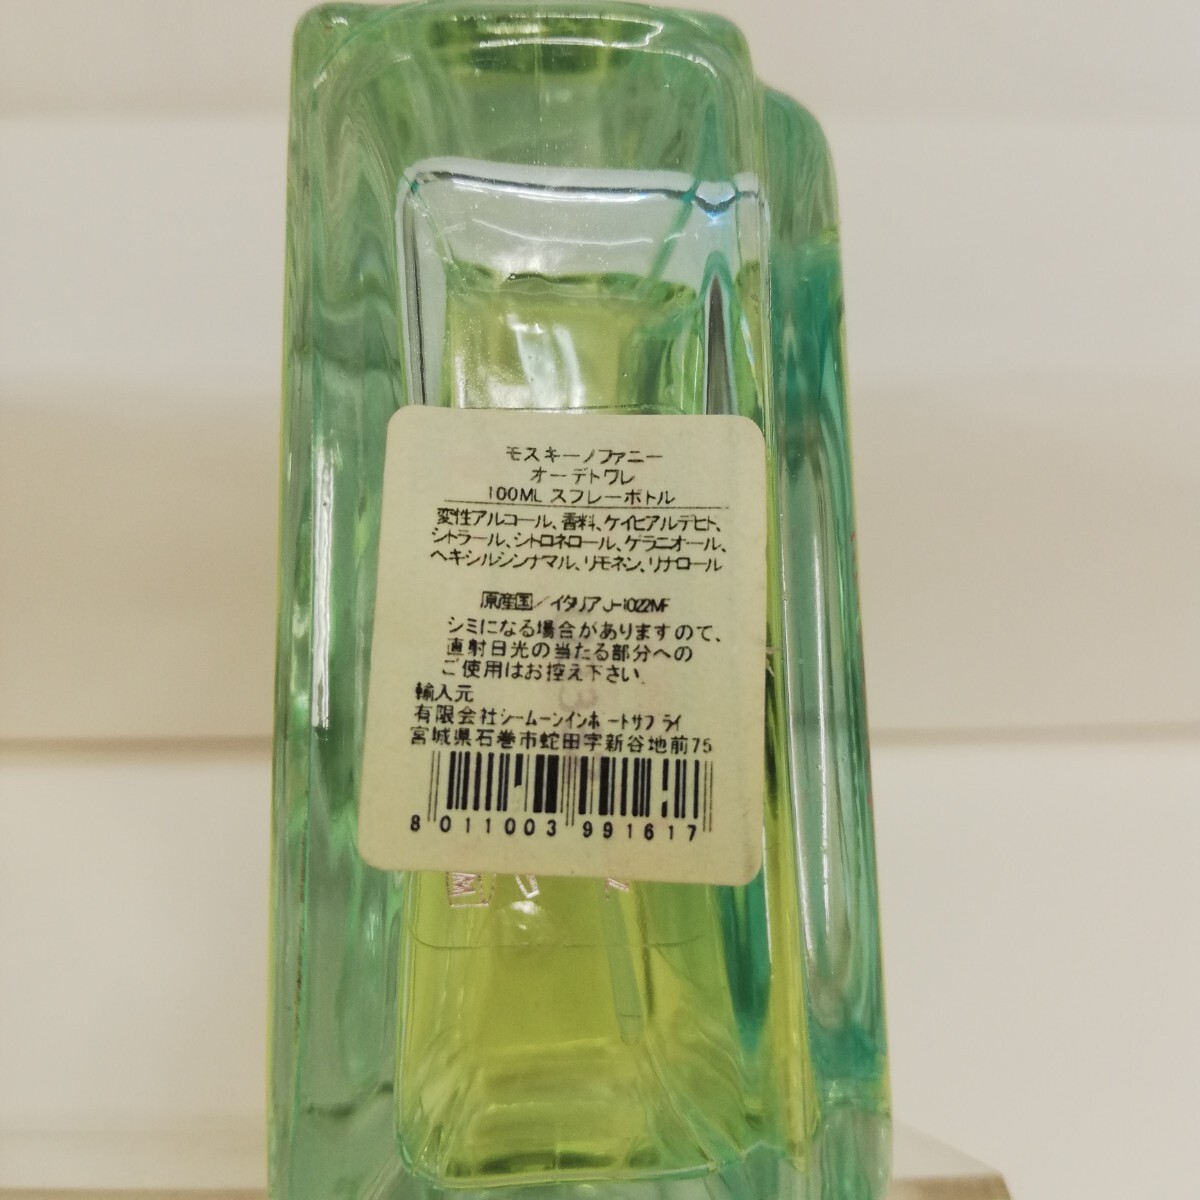 モスキーノファニー
オーデトワレ
100ML スプレーボトル
変性アルコール、香料、ケイヒアルデヒト、
シトラール、シトロネロール、ゲラニオール、
ヘキシルシンナマル、リモネン、リナロール
原産国/イタリア J-1022MF
シミになる場合がありますので、
直射日光の当たる部分への
ご使用はお控え下さい.
輸入元
有限会社シームーンインポートサプライ
宮城県石巻市蛇田字新谷地前75
8 011003 991617